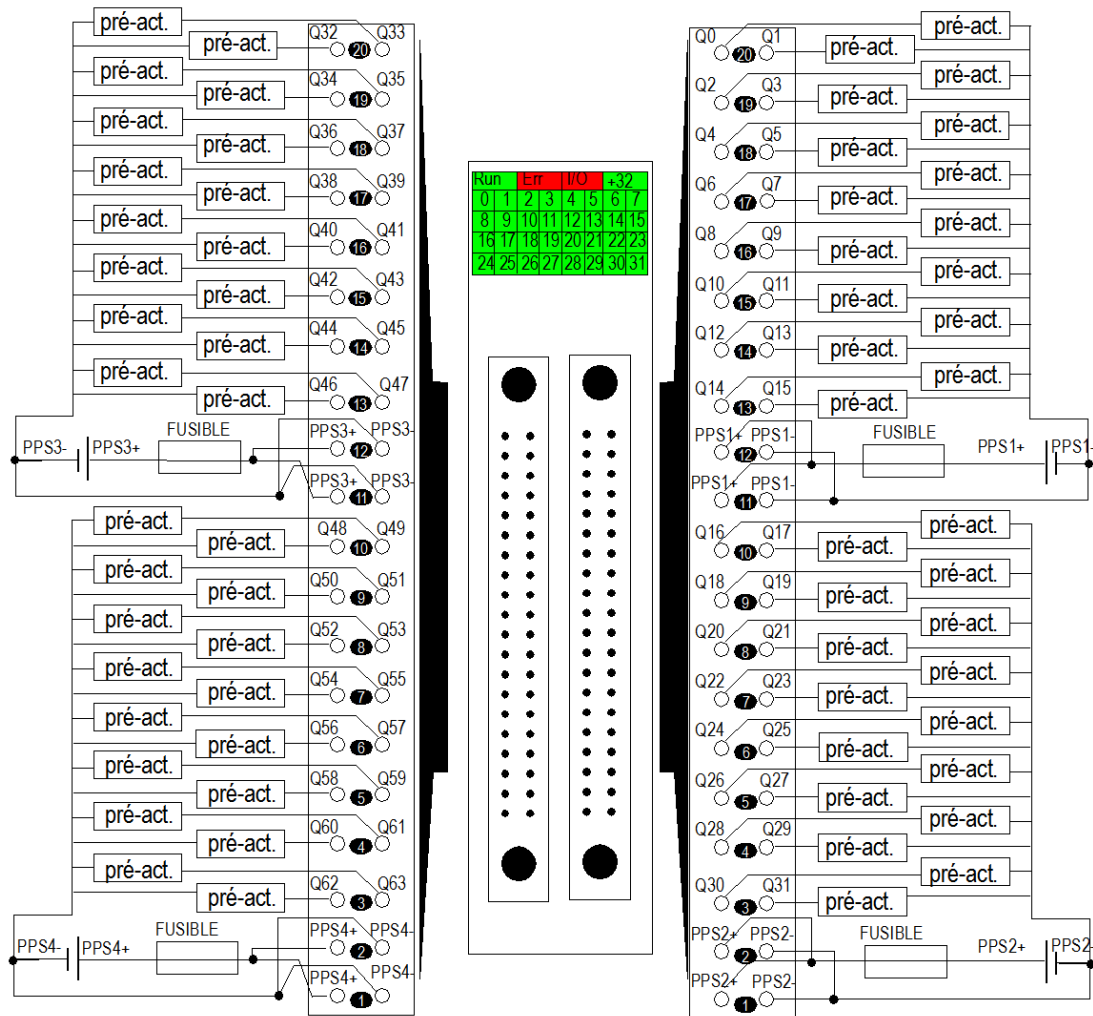 pré-act.
Q32 20 Q33
pré-act.
pré-act.
Q34 19 Q35
pré-act.
pré-act.
Q36 18 Q37
pré-act.
pré-act.
Q38 17 Q39
pré-act.
pré-act.
Q40 16 Q41
pré-act.
pré-act.
Q42 15 Q43
pré-act.
pré-act.
Q44 14 Q45
pré-act.
pré-act.
Q46 13 Q47
pré-act.
PPS3- PPS3+ FUSIBLE
PPS3+ 12 PPS3-
PPS3+ 11 PPS3-
pré-act.
Q48 10 Q49
pré-act.
pré-act.
Q50 9 Q51
pré-act.
pré-act.
Q52 8 Q53
pré-act.
pré-act.
Q54 7 Q55
pré-act.
pré-act.
Q56 6 Q57
pré-act.
pré-act.
Q58 5 Q59
pré-act.
pré-act.
Q60 4 Q61
pré-act.
pré-act.
Q62 3 Q63
pré-act.
PPS4- PPS4+ FUSIBLE
PPS4+ 2 PPS4-
PPS4+ 1 PPS4-
Run Err I/O +32
0 1 2 3 4 5 6 7
8 9 10 11 12 13 14 15
16 17 18 19 20 21 22 23
24 25 26 27 28 29 30 31
pré-act.
Q0 20 Q1
pré-act.
pré-act.
Q2 19 Q3
pré-act.
pré-act.
Q4 18 Q5
pré-act.
pré-act.
Q6 17 Q7
pré-act.
pré-act.
Q8 16 Q9
pré-act.
pré-act.
Q10 15 Q11
pré-act.
pré-act.
Q12 14 Q13
pré-act.
pré-act.
Q14 13 Q15
pré-act.
PPS1+ 12 PPS1-
FUSIBLE PPS1+ PPS1-
PPS1+ 11 PPS1-
pré-act.
Q16 10 Q17
pré-act.
pré-act.
Q18 9 Q19
pré-act.
pré-act.
Q20 8 Q21
pré-act.
pré-act.
Q22 7 Q23
pré-act.
pré-act.
Q24 6 Q25
pré-act.
pré-act.
Q26 5 Q27
pré-act.
pré-act.
Q28 4 Q29
pré-act.
pré-act.
Q30 3 Q31
pré-act.
PPS2+ 2 PPS2-
FUSIBLE PPS2+ PPS2-
PPS2+ 1 PPS2-